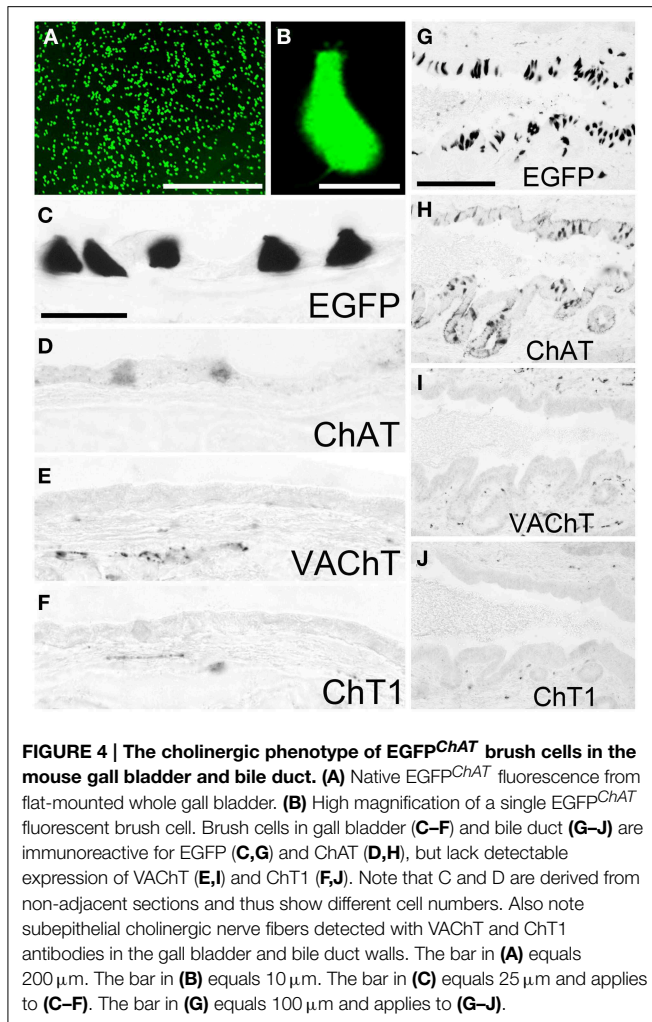 A
B
C
EGFP
D
ChAT
E
VAChT
F
ChT1
G
EGFP
H
ChAT
I
VAChT
J
ChT1
FIGURE 4 | The cholinergic phenotype of EGFPChAT brush cells in the
mouse gall bladder and bile duct. (A) Native EGFPChAT fluorescence from
flat-mounted whole gall bladder. (B) High magnification of a single EGFPChAT
fluorescent brush cell. Brush cells in gall bladder (C–F) and bile duct (G–J) are
immunoreactive for EGFP (C,G) and ChAT (D,H), but lack detectable
expression of VAChT (E,I) and ChT1 (F,J). Note that C and D are derived from
non-adjacent sections and thus show different cell numbers. Also note
subepithelial cholinergic nerve fibers detected with VAChT and ChT1
antibodies in the gall bladder and bile duct walls. The bar in (A) equals
200 μm. The bar in (B) equals 10 μm. The bar in (C) equals 25 μm and applies
to (C–F). The bar in (G) equals 100 μm and applies to (G–J).